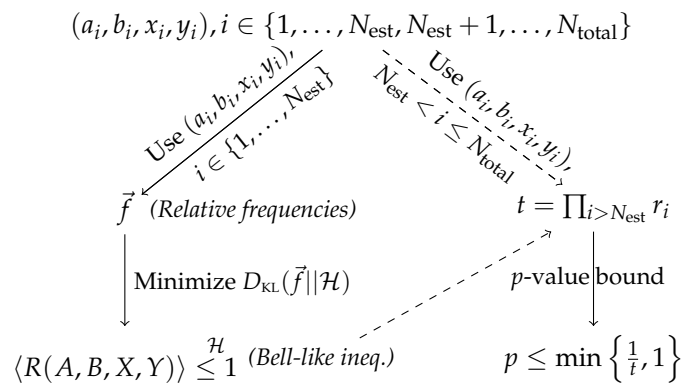 (a_i, b_i, x_i, y_i), i ∈ {1, . . . , N_est, N_est + 1, . . . , N_total}
Use (a_i, b_i, x_i, y_i),
i ∈ {1, . . . , N_est}
Use (a_i, b_i, x_i, y_i),
N_est < i ≤ N_total
f⃗ (Relative frequencies)
t = ∏_{i>N_est} r_i
Minimize D_KL(f⃗||ℋ)
p-value bound
⟨R(A, B, X, Y)⟩ ≤^ℋ 1 (Bell-like ineq.)
p ≤ min {1/t, 1}